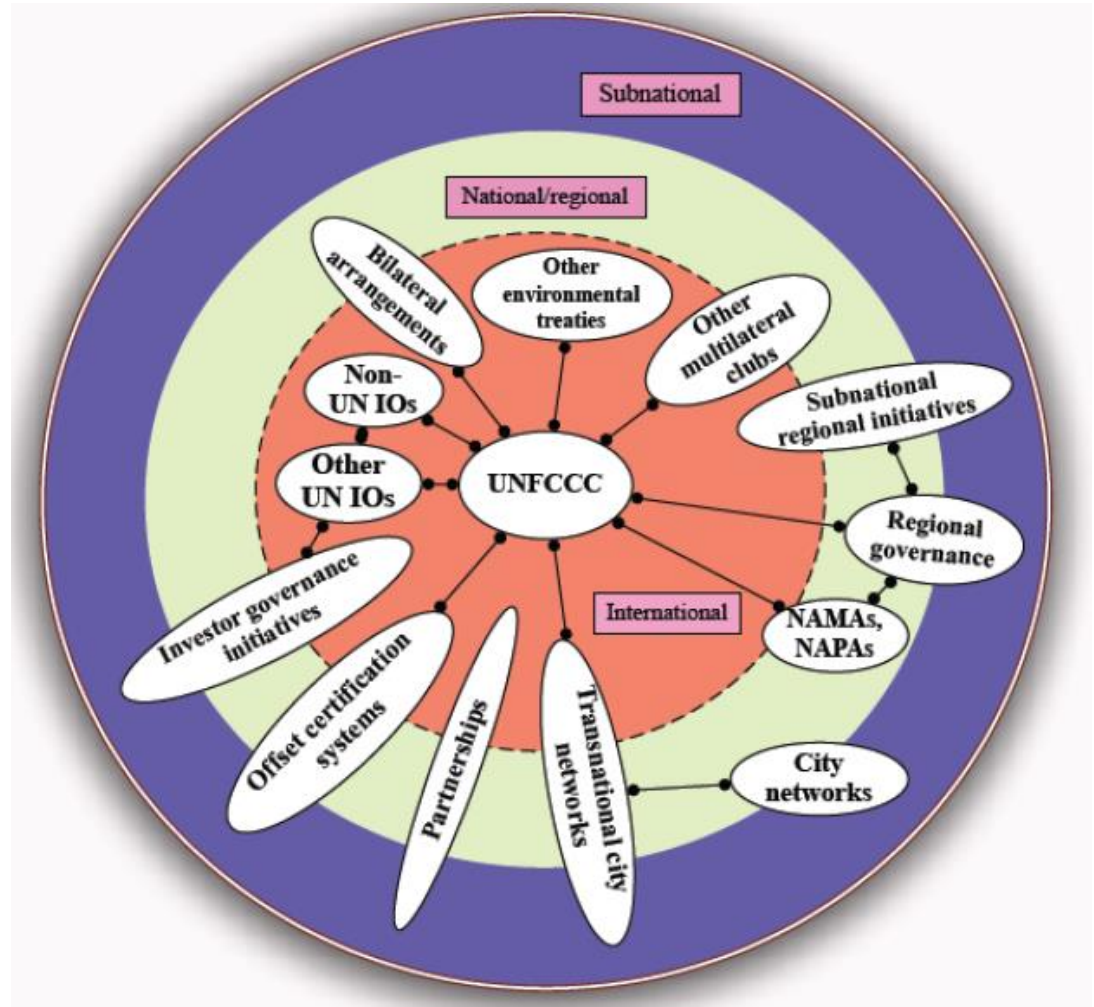 Subnational
National/regional
Bilateral
arrangements
Other
environmental
treaties
Other
multilateral
clubs
Non-
UN IOs
Subnational
regional initiatives
Other
UN IOs
UNFCCC
Regional
governance
Investor governance
initiatives
International
NAMAs,
NAPAs
Offset certification
systems
Partnerships
Transnational city
networks
City
networks